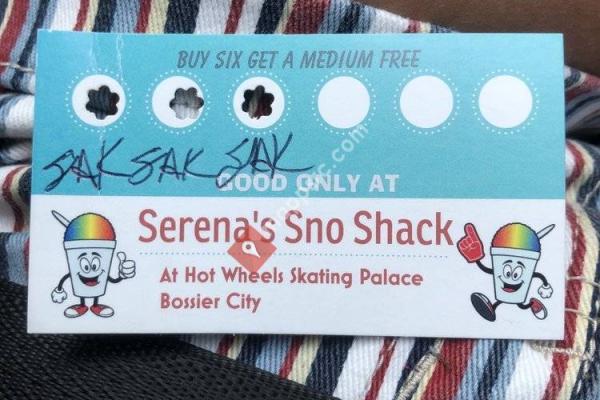 BUY SIX GET A MEDIUM FREE
SAK SAK SAK
GOOD ONLY AT
Serena's Sno Shack
At Hot Wheels Skating Palace
Bossier City